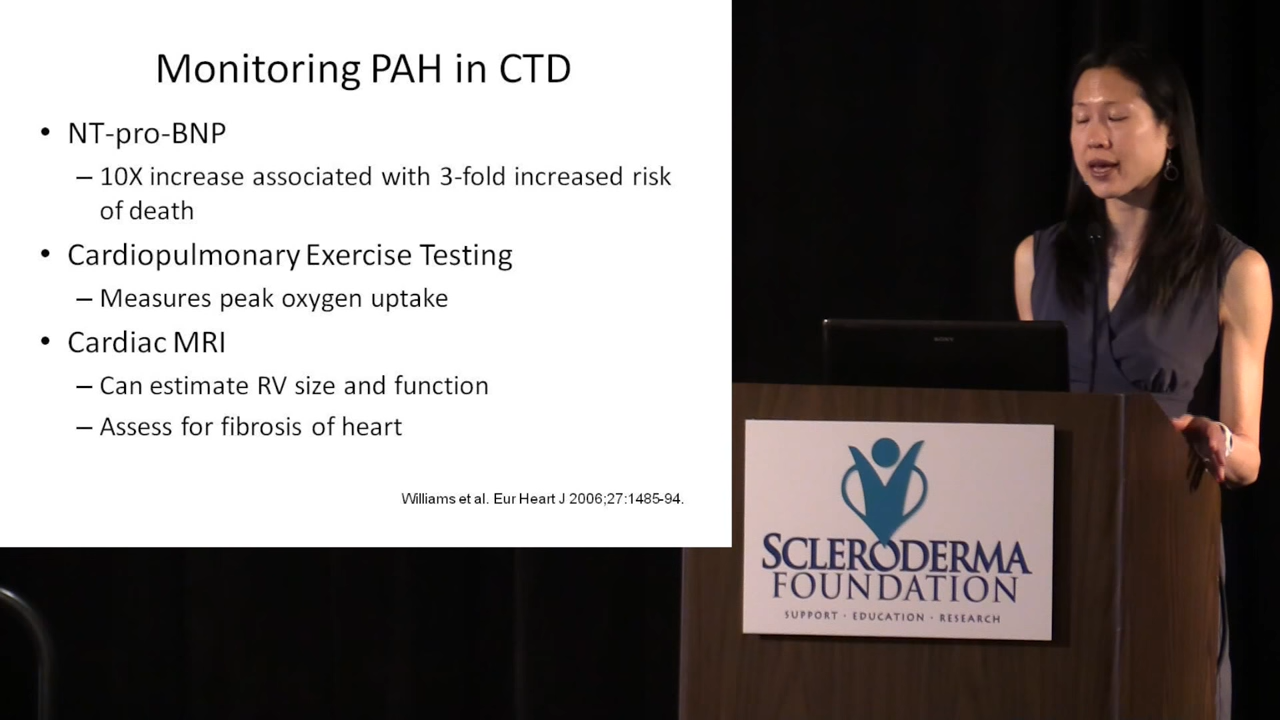 Monitoring PAH in CTD
• NT-pro-BNP
– 10X increase associated with 3-fold increased risk
of death
• Cardiopulmonary Exercise Testing
– Measures peak oxygen uptake
• Cardiac MRI
– Can estimate RV size and function
– Assess for fibrosis of heart
Williams et al. Eur Heart J 2006;27:1485-94.
SONY
SCLERODERMA
FOUNDATION
SUPPORT · EDUCATION · RESEARCH